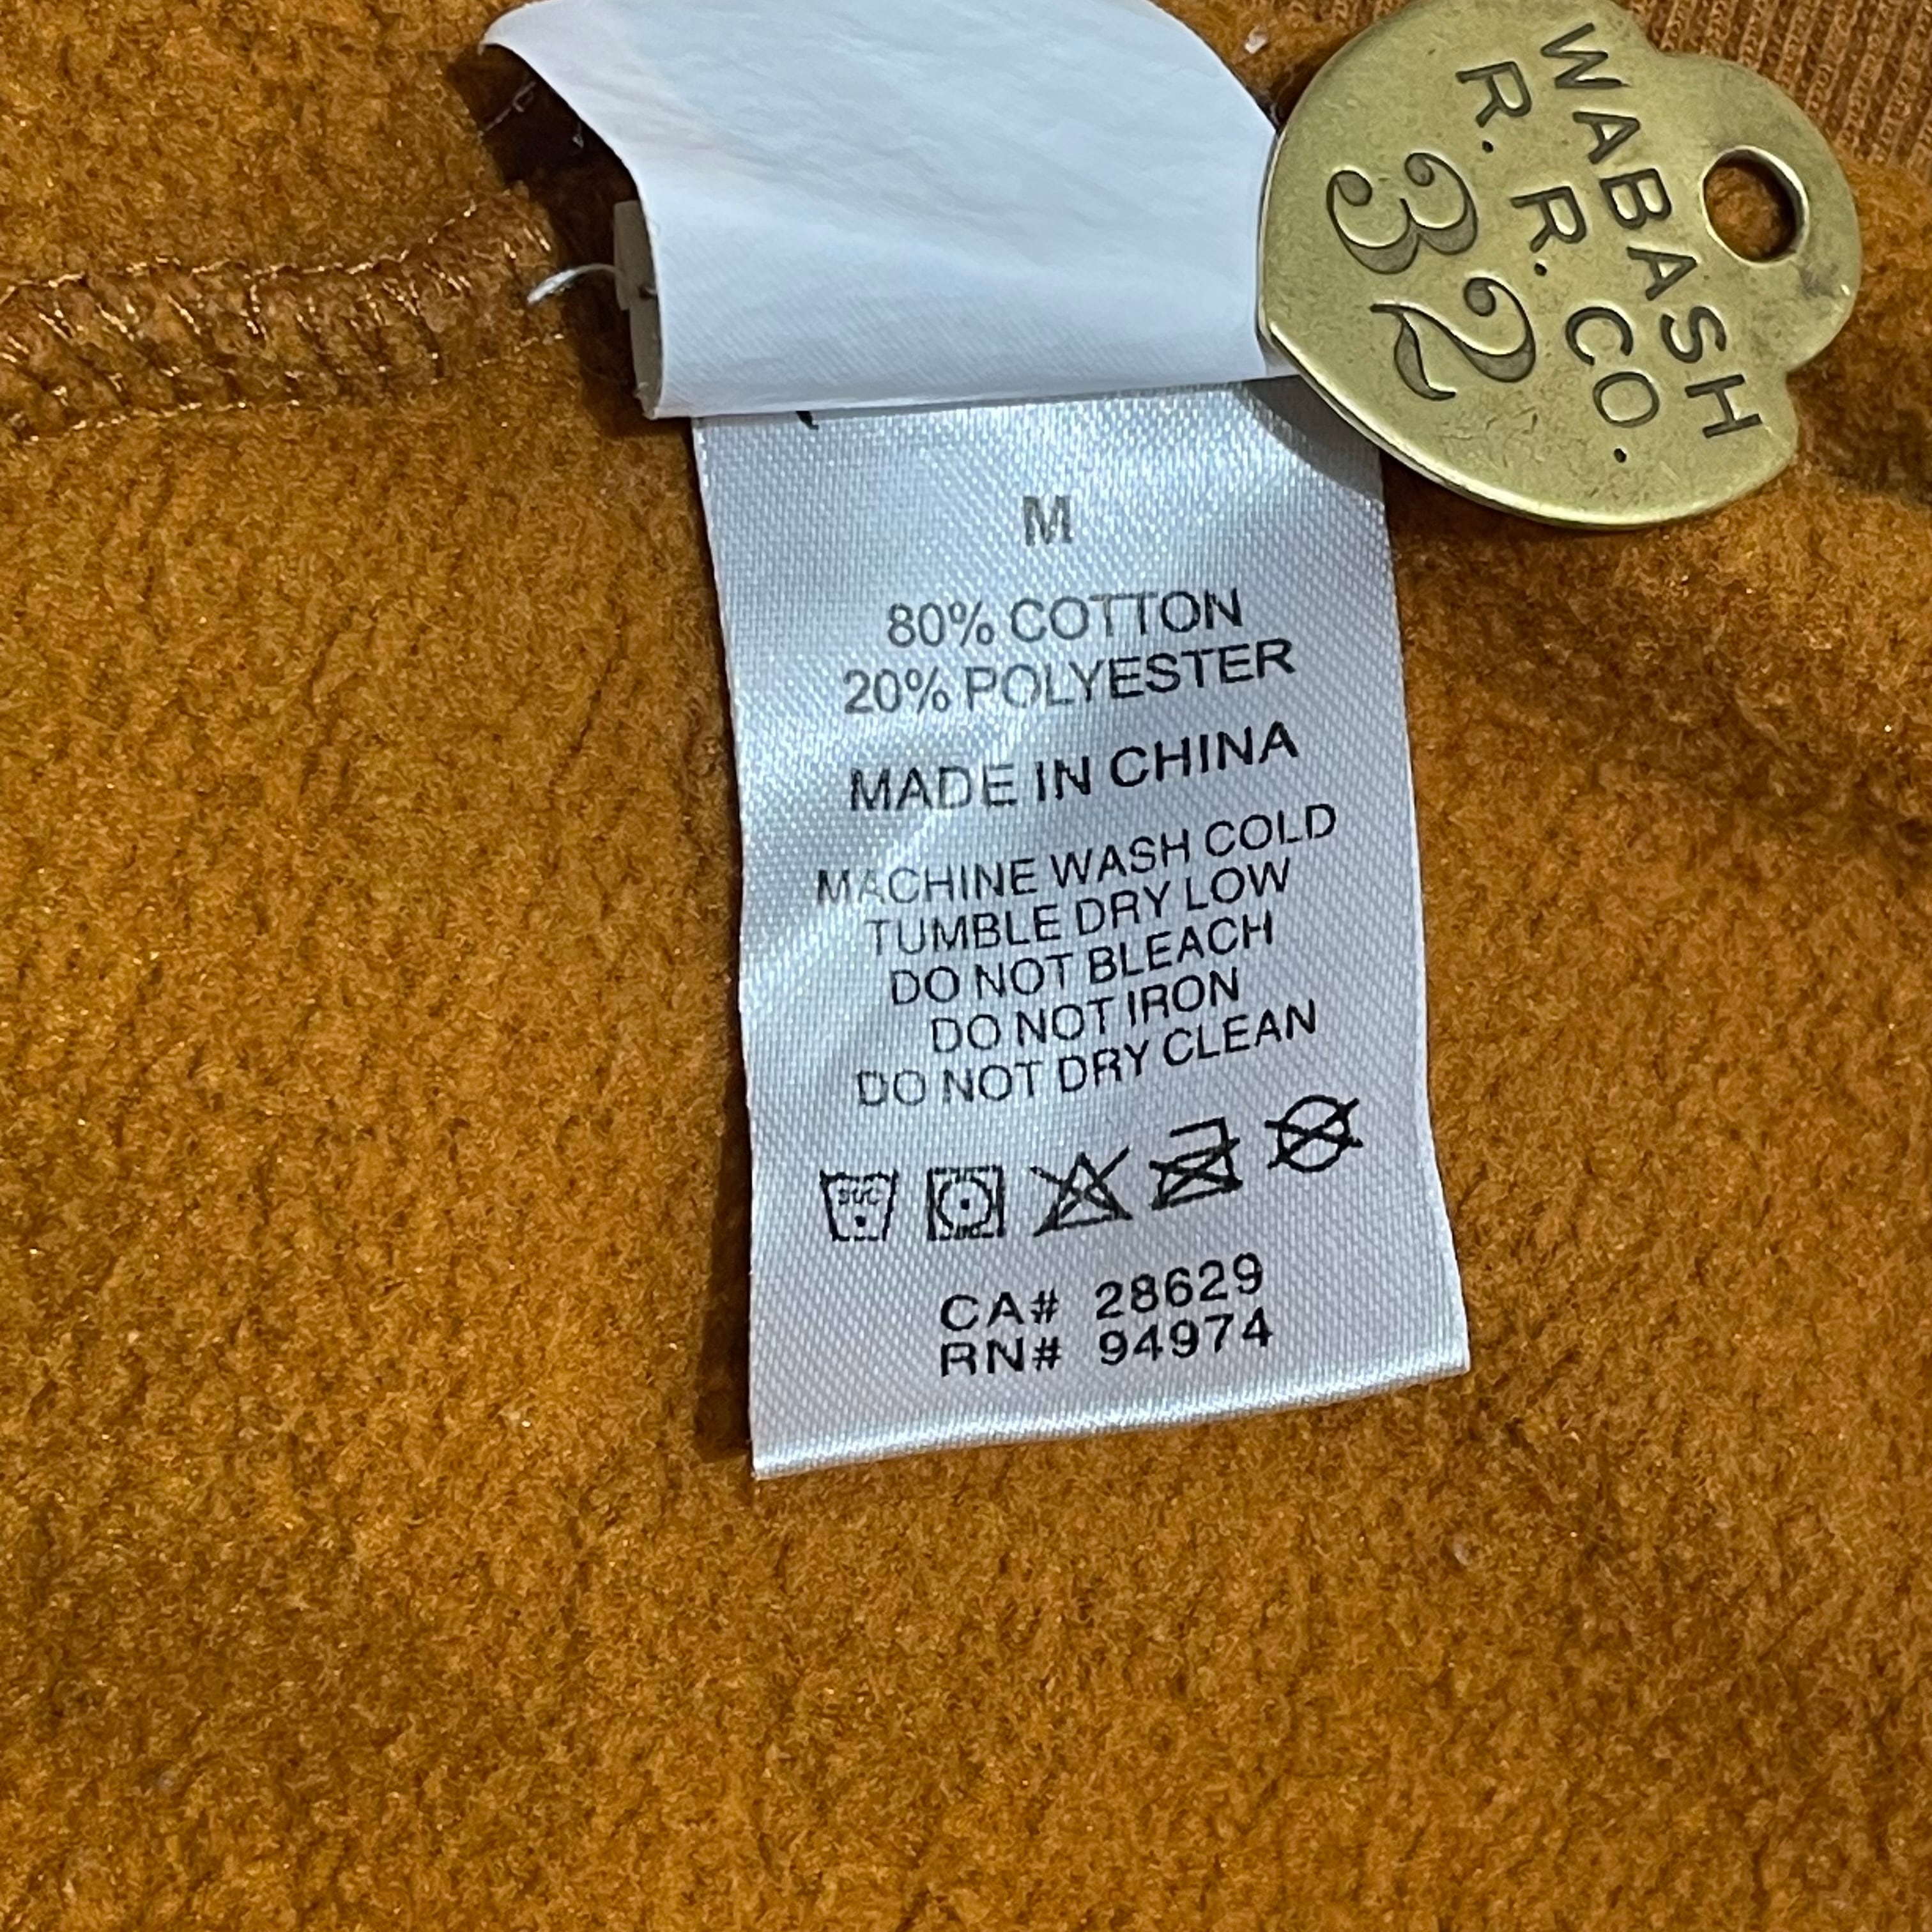 WABASH
R. R. CO.
32
M
80% COTTON
20% POLYESTER
MADE IN CHINA
MACHINE WASH COLD
TUMBLE DRY LOW
DO NOT BLEACH
DO NOT IRON
DO NOT DRY CLEAN
30°C
CA# 28629
RN# 94974